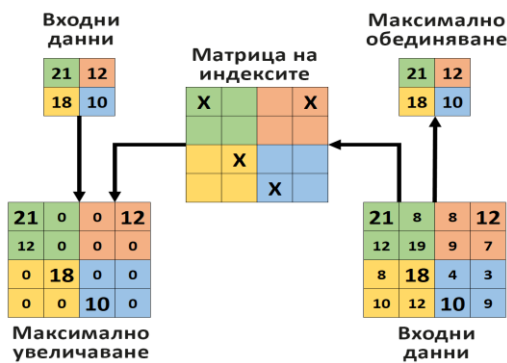 Входни
данни
21 12
18 10
Матрица на
индексите
X X
X
X
Максимално
обединяване
21 12
18 10
21 0 0 12
12 0 0 0
0 18 0 0
0 0 10 0
Максимално
увеличаване
21 8 8 12
12 19 9 7
8 18 4 3
10 12 10 9
Входни
данни